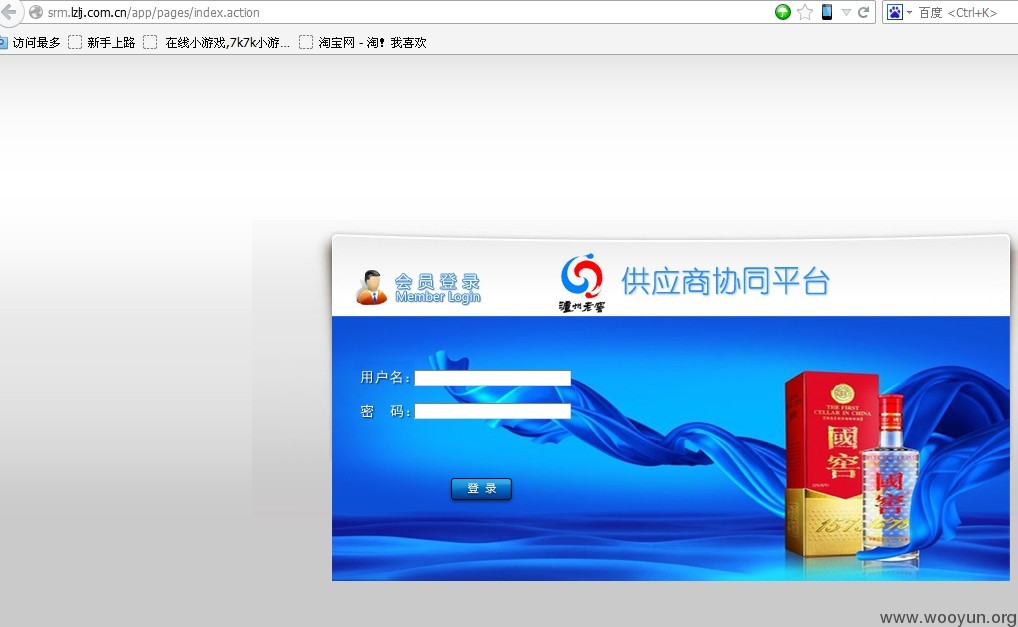 srm.lzlj.com.cn/app/pages/index.action
百度 <Ctrl+K>
访问最多 新手上路 在线小游戏,7k7k小游... 淘宝网 - 淘! 我喜欢
会员登录
Member Login
泸州老窖
供应商协同平台
用户名:
密 码:
登 录
THE FIRST
CELLAR IN CHINA
國窖
1573
國窖
1573
www.wooyun.org